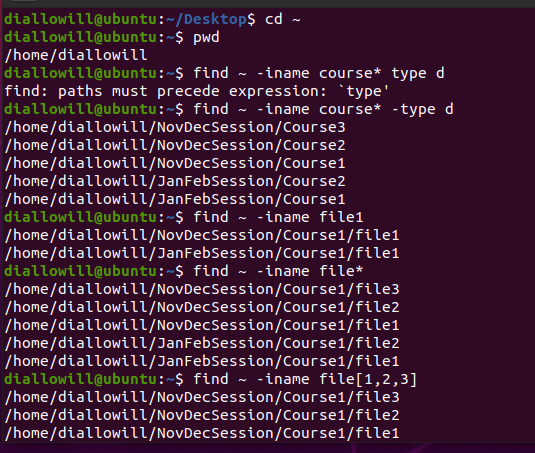 diallowill@ubuntu:~/Desktop$ cd ~
diallowill@ubuntu:~$ pwd
/home/diallowill
diallowill@ubuntu:~$ find ~ -iname course* type d
find: paths must precede expression: `type'
diallowill@ubuntu:~$ find ~ -iname course* -type d
/home/diallowill/NovDecSession/Course3
/home/diallowill/NovDecSession/Course2
/home/diallowill/NovDecSession/Course1
/home/diallowill/JanFebSession/Course2
/home/diallowill/JanFebSession/Course1
diallowill@ubuntu:~$ find ~ -iname file1
/home/diallowill/NovDecSession/Course1/file1
/home/diallowill/JanFebSession/Course1/file1
diallowill@ubuntu:~$ find ~ -iname file*
/home/diallowill/NovDecSession/Course1/file3
/home/diallowill/NovDecSession/Course1/file2
/home/diallowill/NovDecSession/Course1/file1
/home/diallowill/JanFebSession/Course1/file2
/home/diallowill/JanFebSession/Course1/file1
diallowill@ubuntu:~$ find ~ -iname file[1,2,3]
/home/diallowill/NovDecSession/Course1/file3
/home/diallowill/NovDecSession/Course1/file2
/home/diallowill/NovDecSession/Course1/file1